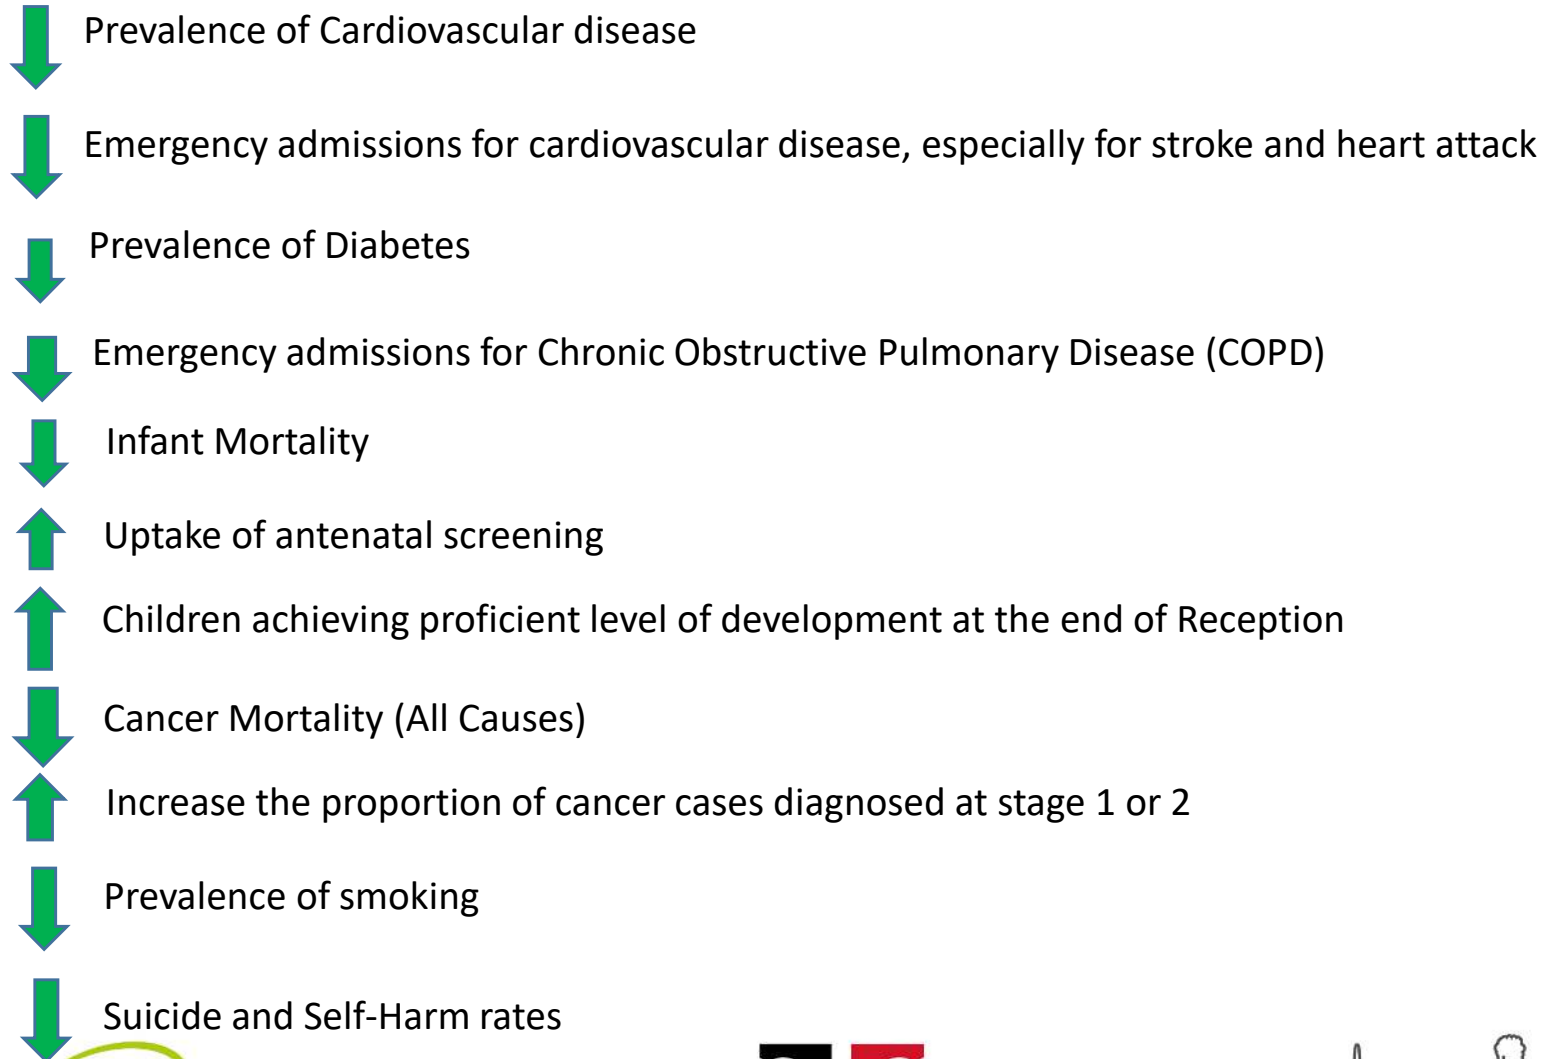 Prevalence of Cardiovascular disease
Emergency admissions for cardiovascular disease, especially for stroke and heart attack
Prevalence of Diabetes
Emergency admissions for Chronic Obstructive Pulmonary Disease (COPD)
Infant Mortality
Uptake of antenatal screening
Children achieving proficient level of development at the end of Reception
Cancer Mortality (All Causes)
Increase the proportion of cancer cases diagnosed at stage 1 or 2
Prevalence of smoking
Suicide and Self-Harm rates